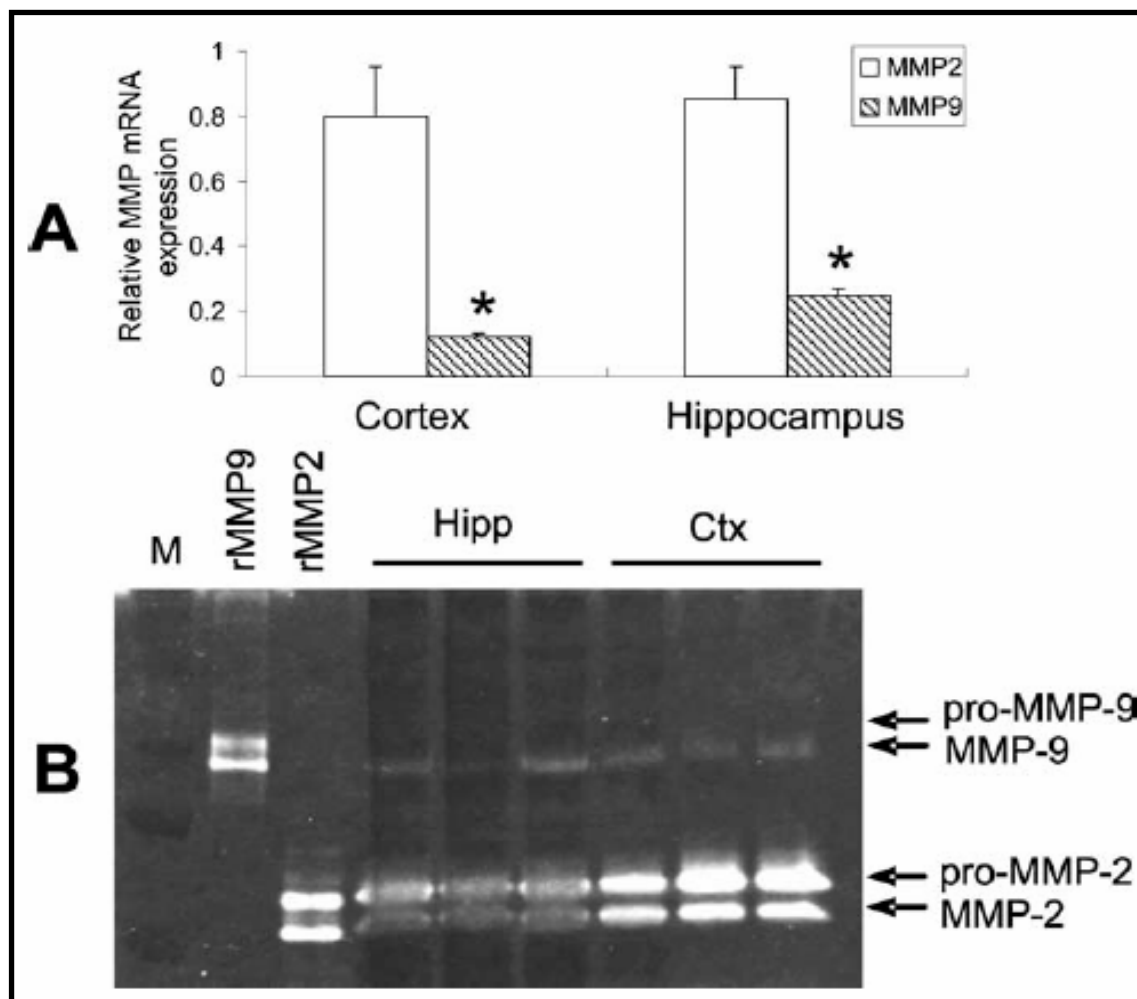 A
Relative MMP mRNA
expression
1
0.8
0.6
0.4
0.2
0
MMP2
MMP9
*
*
Cortex
Hippocampus
B
M
rMMP9
rMMP2
Hipp
Ctx
pro-MMP-9
MMP-9
pro-MMP-2
MMP-2